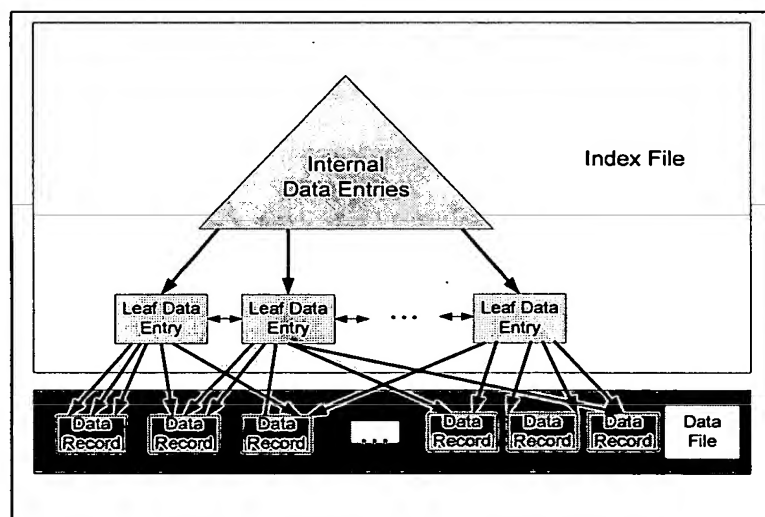 Internal
Data Entries
Index File
Leaf Data
Entry
Leaf Data
Entry
...
Leaf Data
Entry
Data
Record
Data
Record
Data
Record
...
Data
Record
Data
Record
Data
Record
Data
File